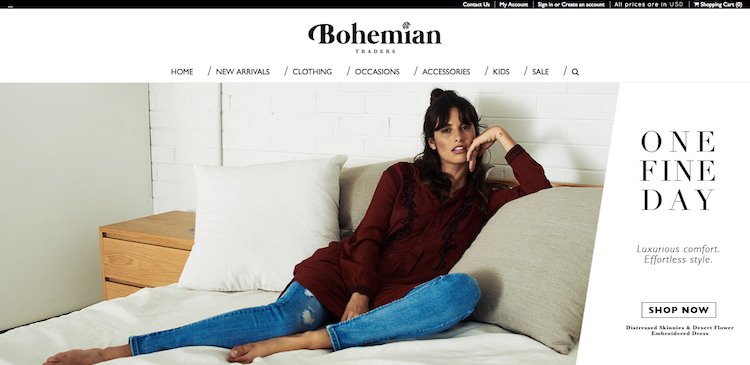 Contact Us | My Account | Sign in or Create an account | All prices are in USD | Shopping Cart (0)
Bohemian
TRADERS
HOME / NEW ARRIVALS / CLOTHING / OCCASIONS / ACCESSORIES / KIDS / SALE /
ONE
FINE
DAY
Luxurious comfort.
Effortless style.
SHOP NOW
Distressed Skinnies & Desert Flower
Embroidered Dress